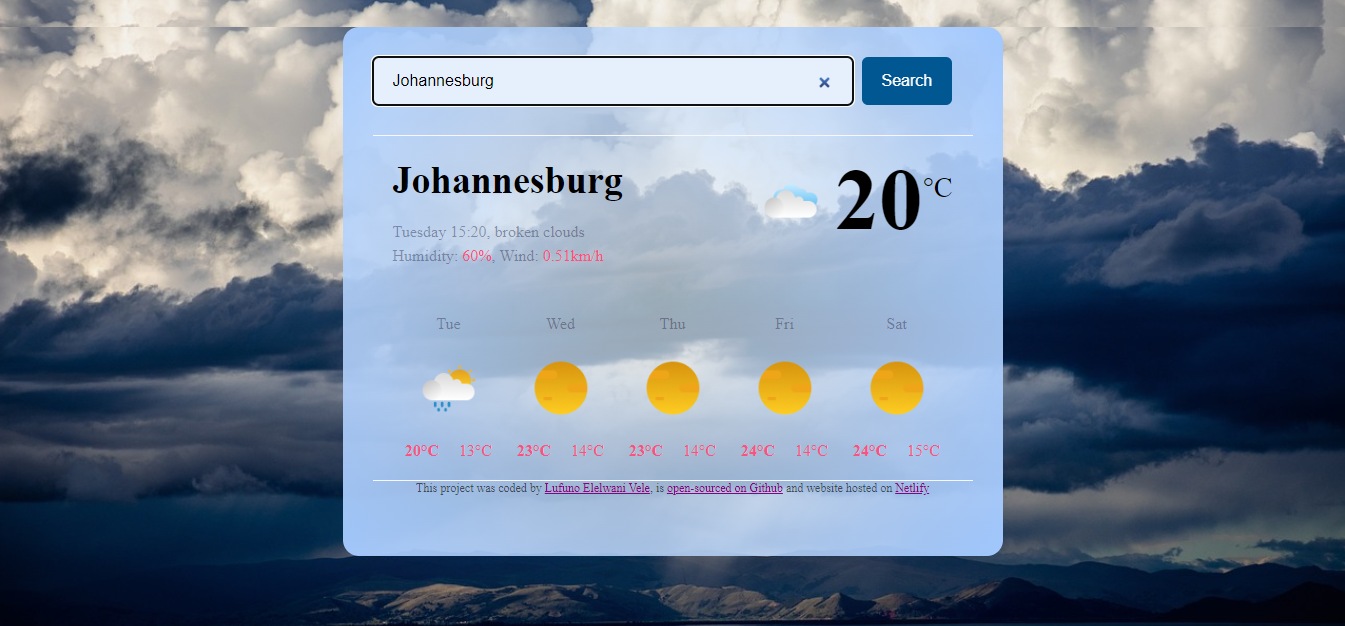 Johannesburg × Search
Johannesburg 20 °C
Tuesday 15:20, broken clouds
Humidity: 60%, Wind: 0.51km/h
Tue Wed Thu Fri Sat
20°C 13°C 23°C 14°C 23°C 14°C 24°C 14°C 24°C 15°C
This project was coded by Lufuno Elelwani Vele, is open-sourced on Github and website hosted on Netlify